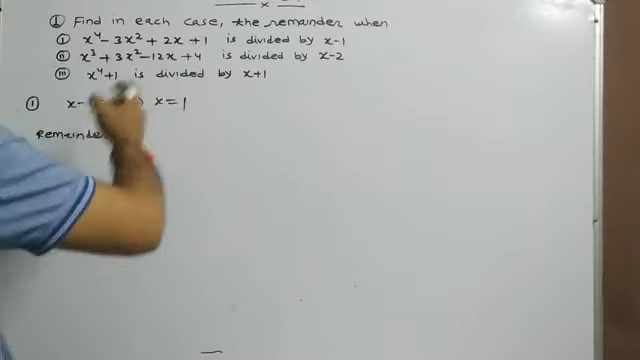 ① Find in each case, the remainder when
ⓘ x⁴ - 3x² + 2x + 1 is divided by x-1
ⓘⓘ x³ + 3x² - 12x + 4 is divided by x-2
ⓘⓘⓘ x⁴+1 is divided by x+1
① x- x = 1
Remainde